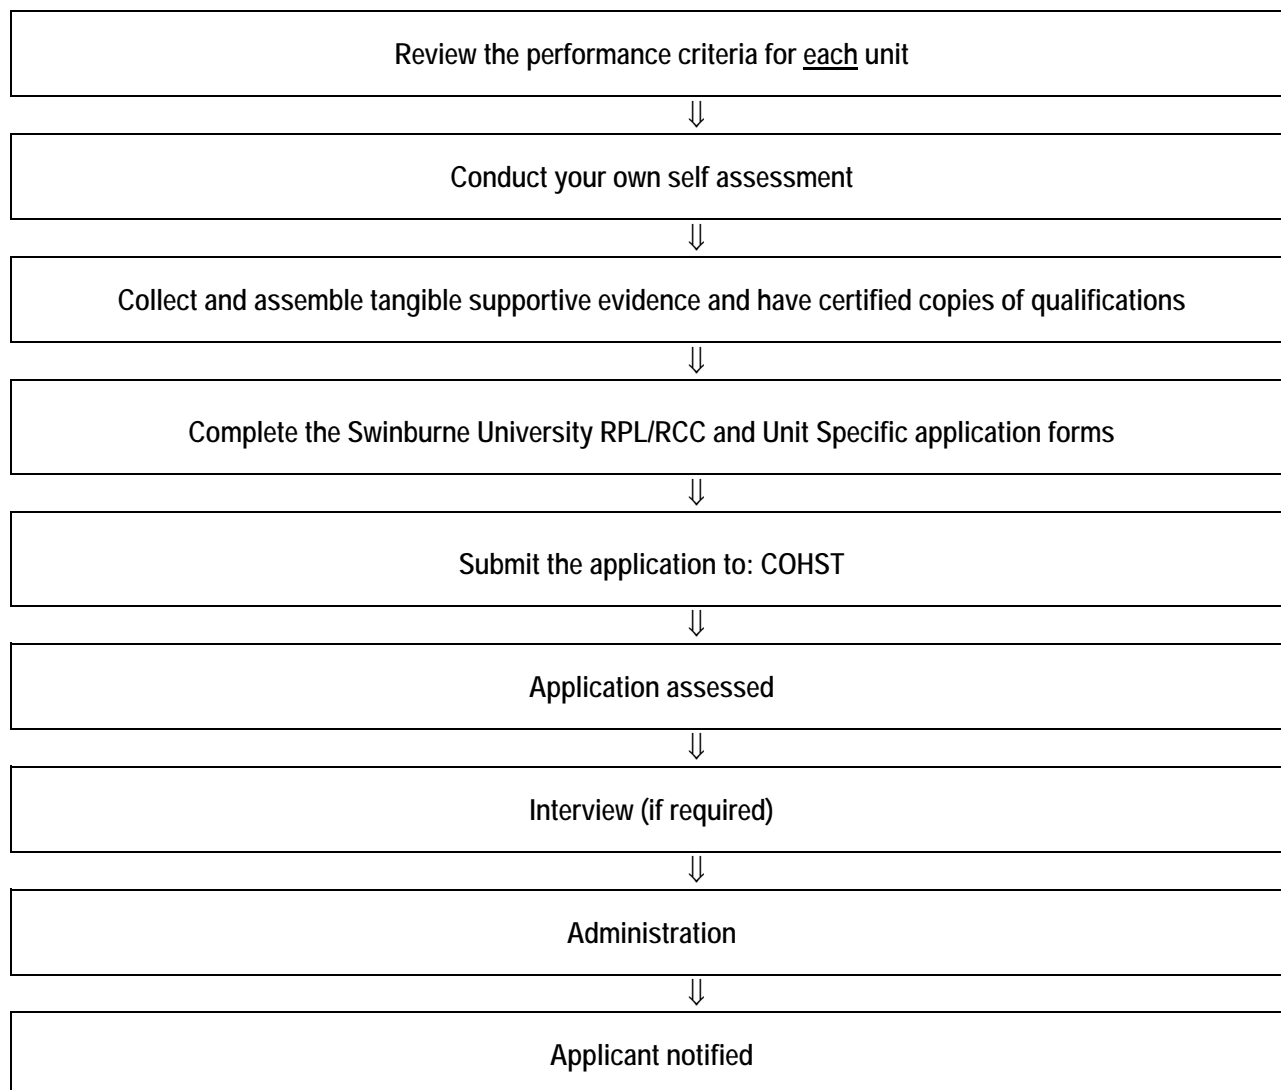 Review the performance criteria for each unit
⇓
Conduct your own self assessment
⇓
Collect and assemble tangible supportive evidence and have certified copies of qualifications
⇓
Complete the Swinburne University RPL/RCC and Unit Specific application forms
⇓
Submit the application to: COHST
⇓
Application assessed
⇓
Interview (if required)
⇓
Administration
⇓
Applicant notified